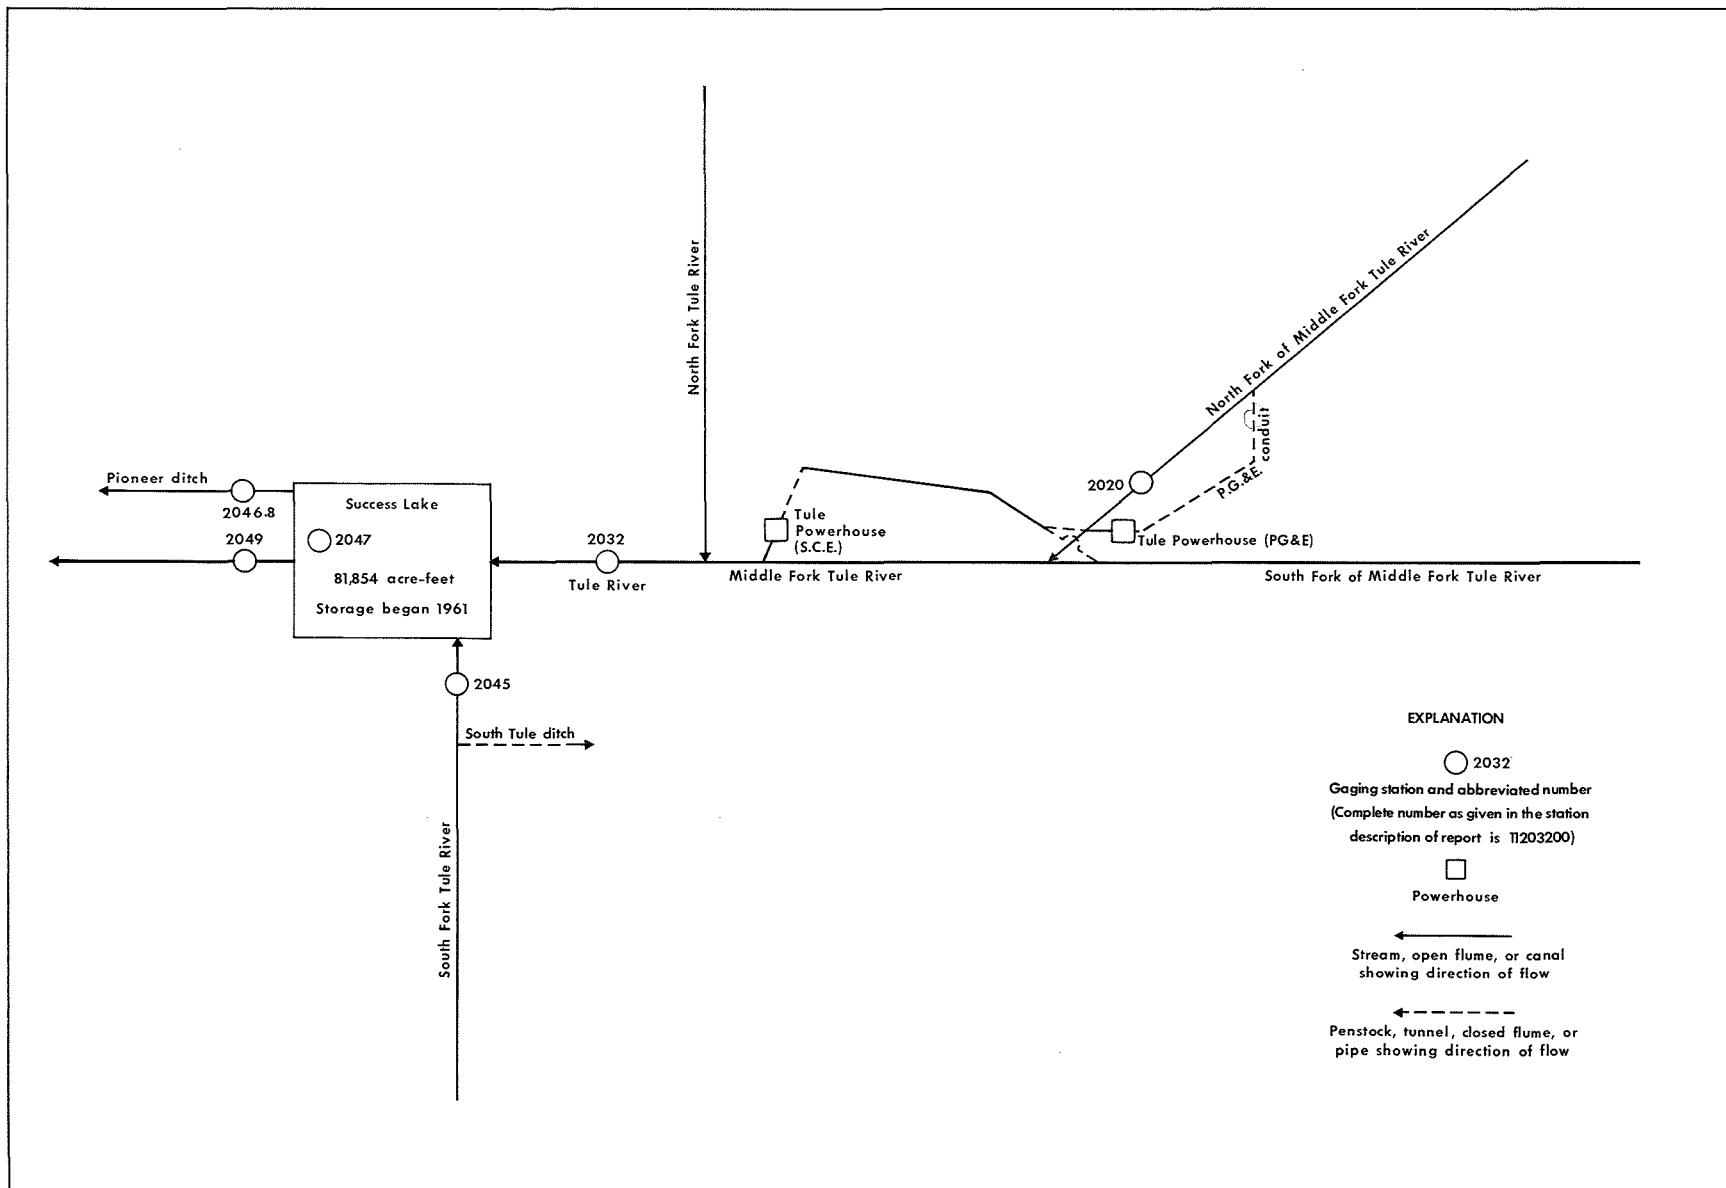 North Fork Tule River
North Fork of Middle Fork Tule River
P.G.&E. conduit
2020
Pioneer ditch
2046.8
Success Lake
2049
2047
81,854 acre-feet
Storage began 1961
2032
Tule River
Tule
Powerhouse
(S.C.E.)
Tule Powerhouse (PG&E)
Middle Fork Tule River
South Fork of Middle Fork Tule River
2045
South Tule ditch
South Fork Tule River
EXPLANATION
2032
Gaging station and abbreviated number
(Complete number as given in the station
description of report is 11203200)
Powerhouse
Stream, open flume, or canal
showing direction of flow
Penstock, tunnel, closed flume, or
pipe showing direction of flow